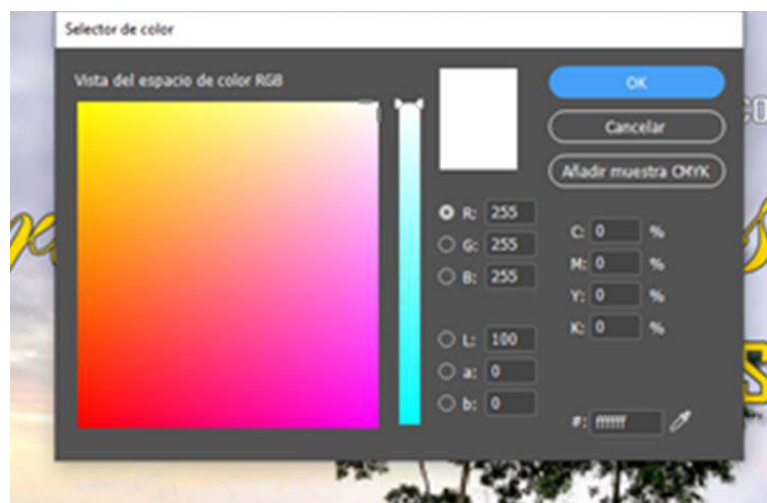 Selector de color
Vista del espacio de color RGB
OK
Cancelar
Añadir muestra CMYK
R: 255
G: 255
B: 255
L: 100
a: 0
b: 0
C: 0 %
M: 0 %
Y: 0 %
K: 0 %
#: ffffff